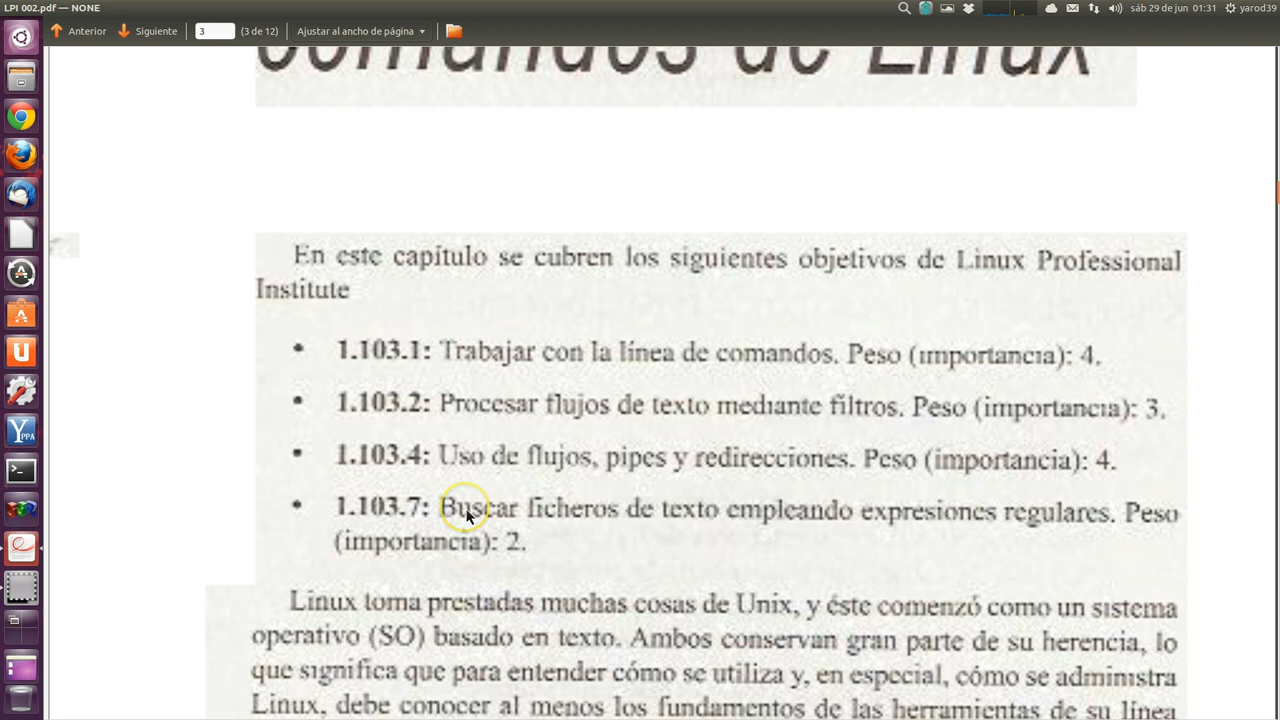 LPI 002.pdf — NONE
sáb 29 de jun 01:31
yarod39
Anterior
Siguiente
3
(3 de 12)
Ajustar al ancho de página
comandos de Linux
En este capítulo se cubren los siguientes objetivos de Linux Professional
Institute
• 1.103.1: Trabajar con la línea de comandos. Peso (importancia): 4.
• 1.103.2: Procesar flujos de texto mediante filtros. Peso (importancia): 3.
• 1.103.4: Uso de flujos, pipes y redirecciones. Peso (importancia): 4.
• 1.103.7: Buscar ficheros de texto empleando expresiones regulares. Peso
(importancia): 2.
Linux toma prestadas muchas cosas de Unix, y éste comenzó como un sistema
operativo (SO) basado en texto. Ambos conservan gran parte de su herencia, lo
que significa que para entender cómo se utiliza y, en especial, cómo se administra
Linux, debe conocer al menos los fundamentos de las herramientas de su línea
YPPA